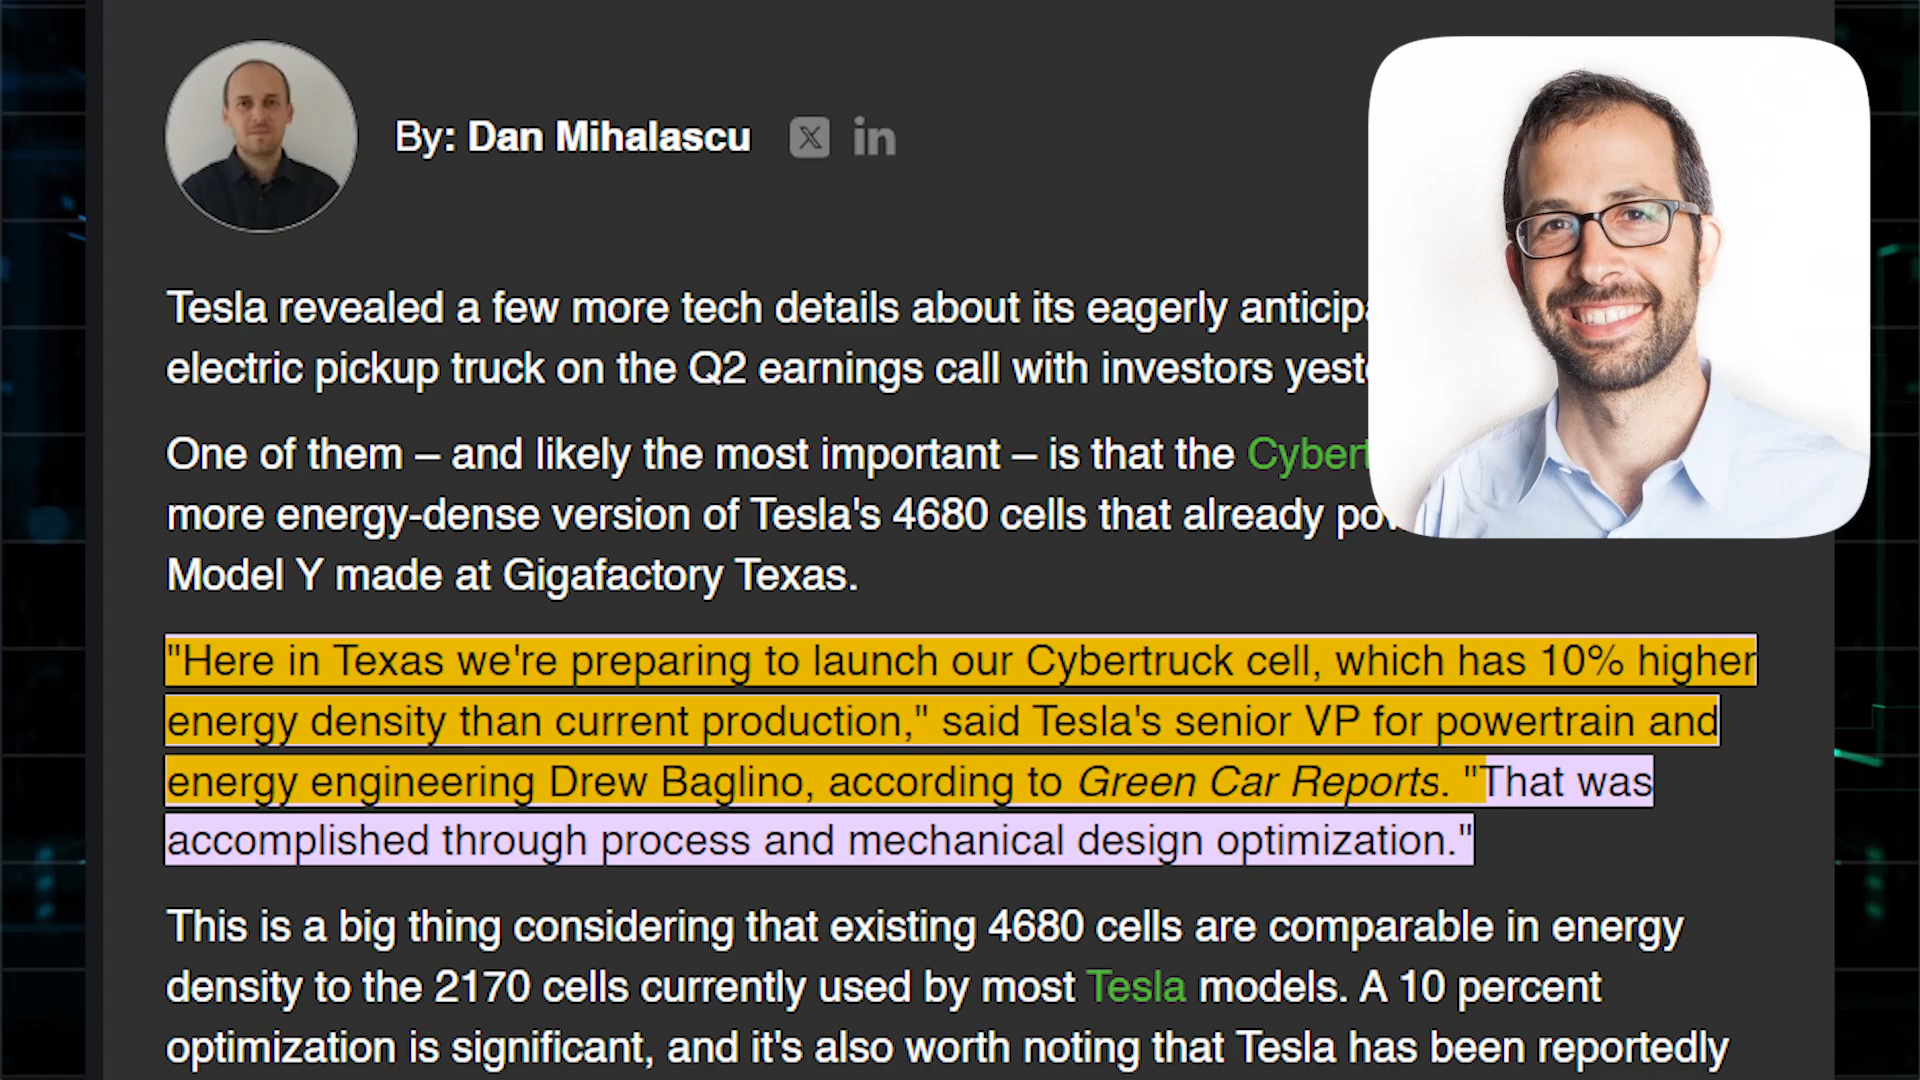 By: Dan Mihalascu
Tesla revealed a few more tech details about its eagerly
electric pickup truck on the Q2 earnings call with investors
One of them – and likely the most important – is that the
more energy-dense version of Tesla's 4680 cells that already
Model Y made at Gigafactory Texas.
"Here in Texas we're preparing to launch our Cybertruck cell, which has 10% higher
energy density than current production," said Tesla's senior VP for powertrain and
energy engineering Drew Baglino, according to Green Car Reports. "That was
accomplished through process and mechanical design optimization."
This is a big thing considering that existing 4680 cells are comparable in energy
density to the 2170 cells currently used by most Tesla models. A 10 percent
optimization is significant, and it's also worth noting that Tesla has been reportedly